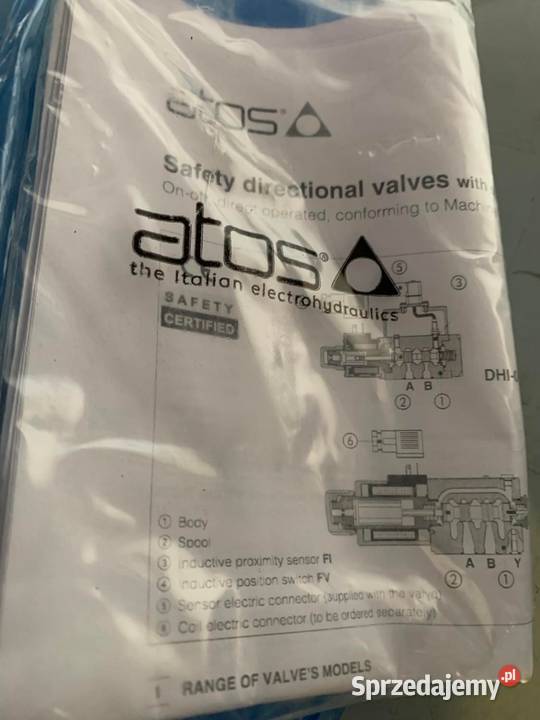 atos®
Safety directional valves with
On-off, direct operated, conforming to
atos®
the Italian electrohydraulics
SAFETY
CERTIFIED
⑤
③
A B
② ①
⑥
① Body
② Spool
③ Inductive proximity sensor FI
④ Inductive position switch FV
⑤ Sensor electric connector (supplied with the valve)
⑥ Coil electric connector (to be ordered separately)
A B Y
② ①
1 RANGE OF VALVE'S MODELS
Sprzedajemy.pl